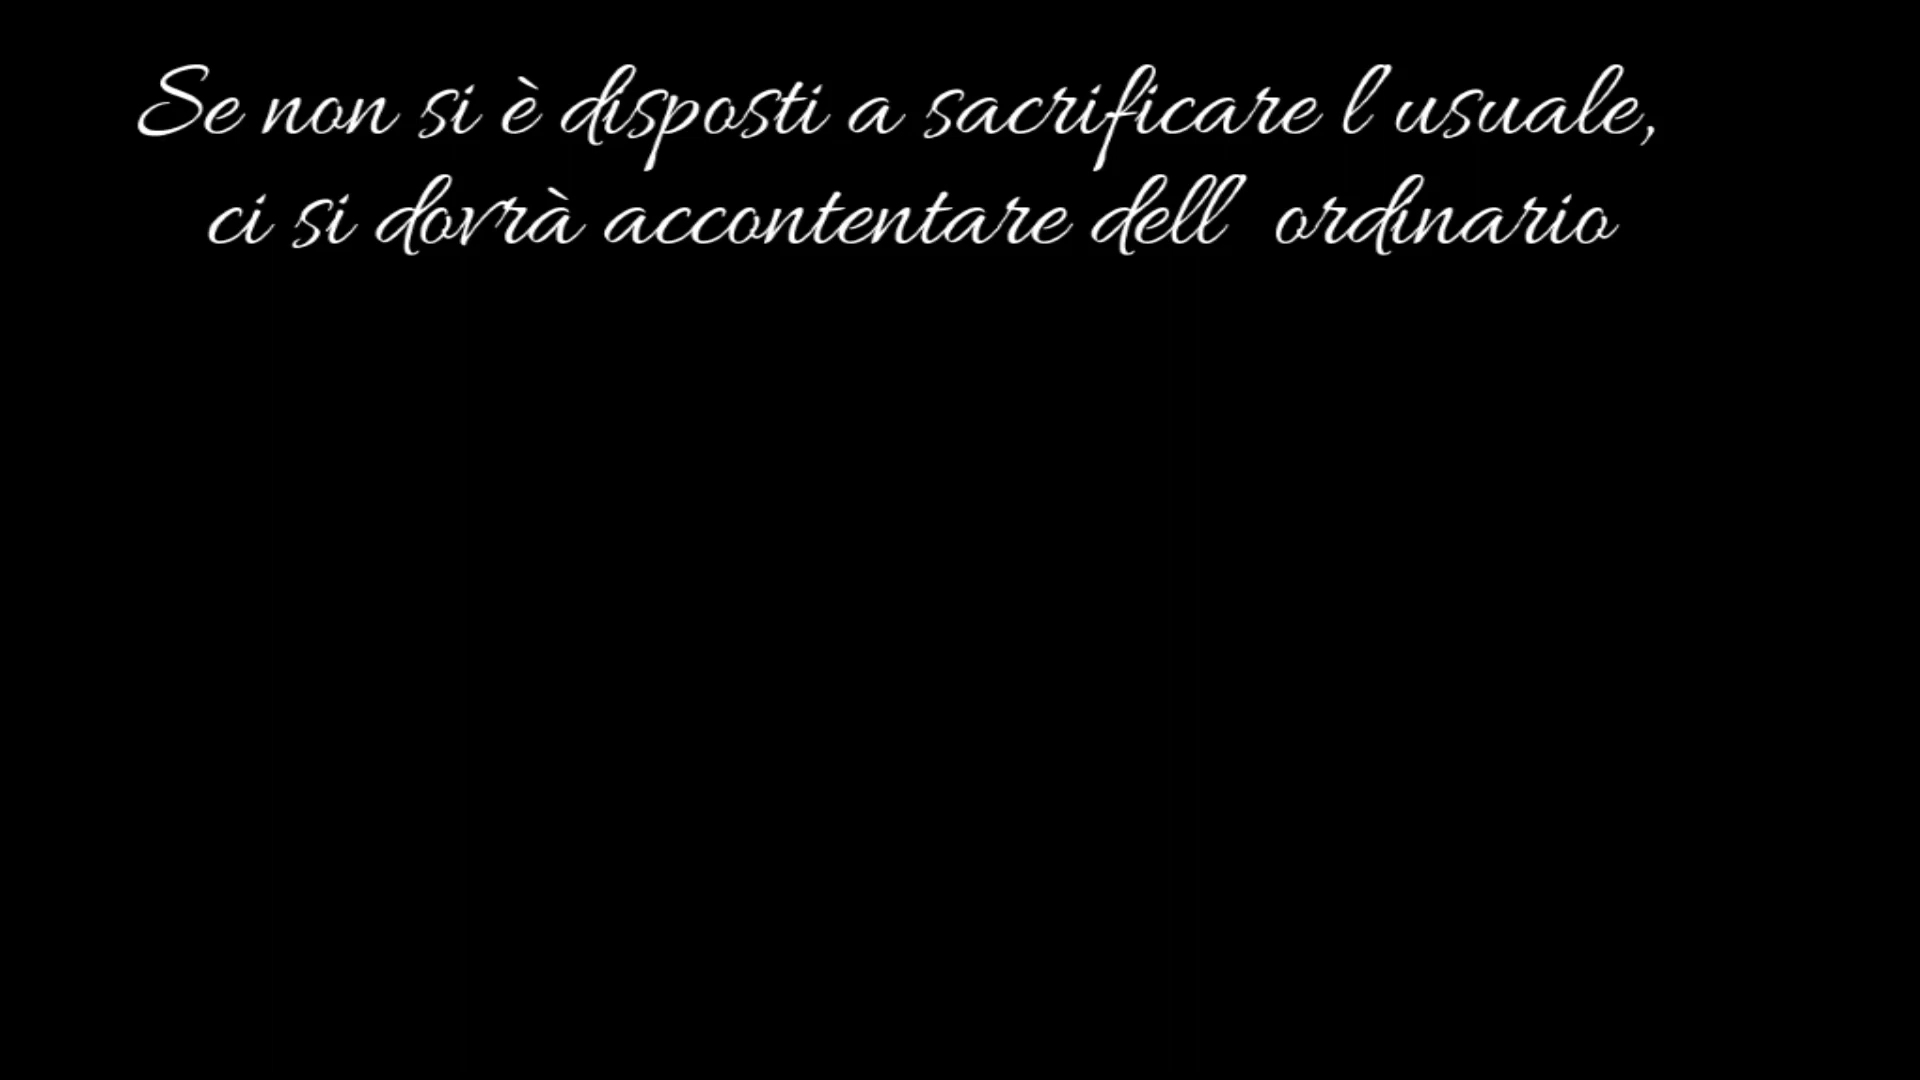 Se non si è disposti a sacrificare l usuale,
ci si dovrà accontentare dell  ordinario